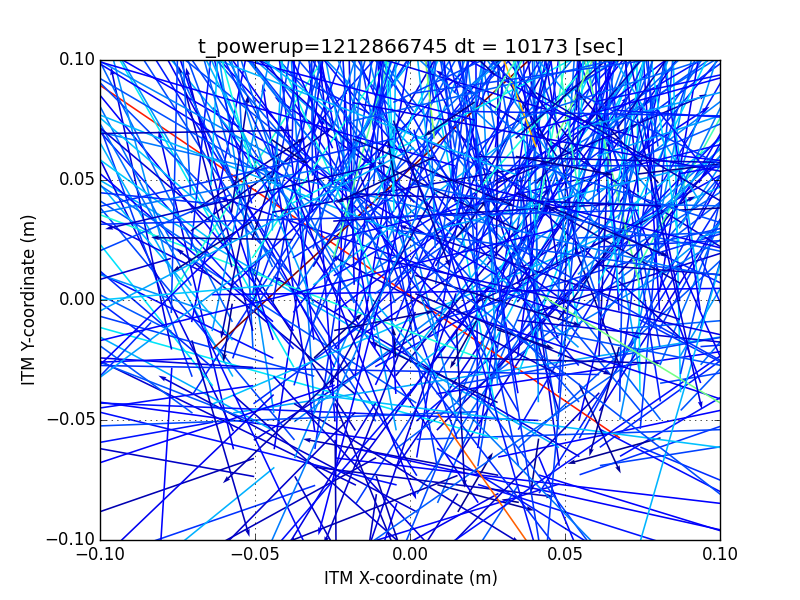 t_powerup=1212866745 dt = 10173 [sec]
0.10
0.05
0.00
−0.05
−0.10
ITM Y-coordinate (m)
−0.10 −0.05 0.00 0.05 0.10
ITM X-coordinate (m)